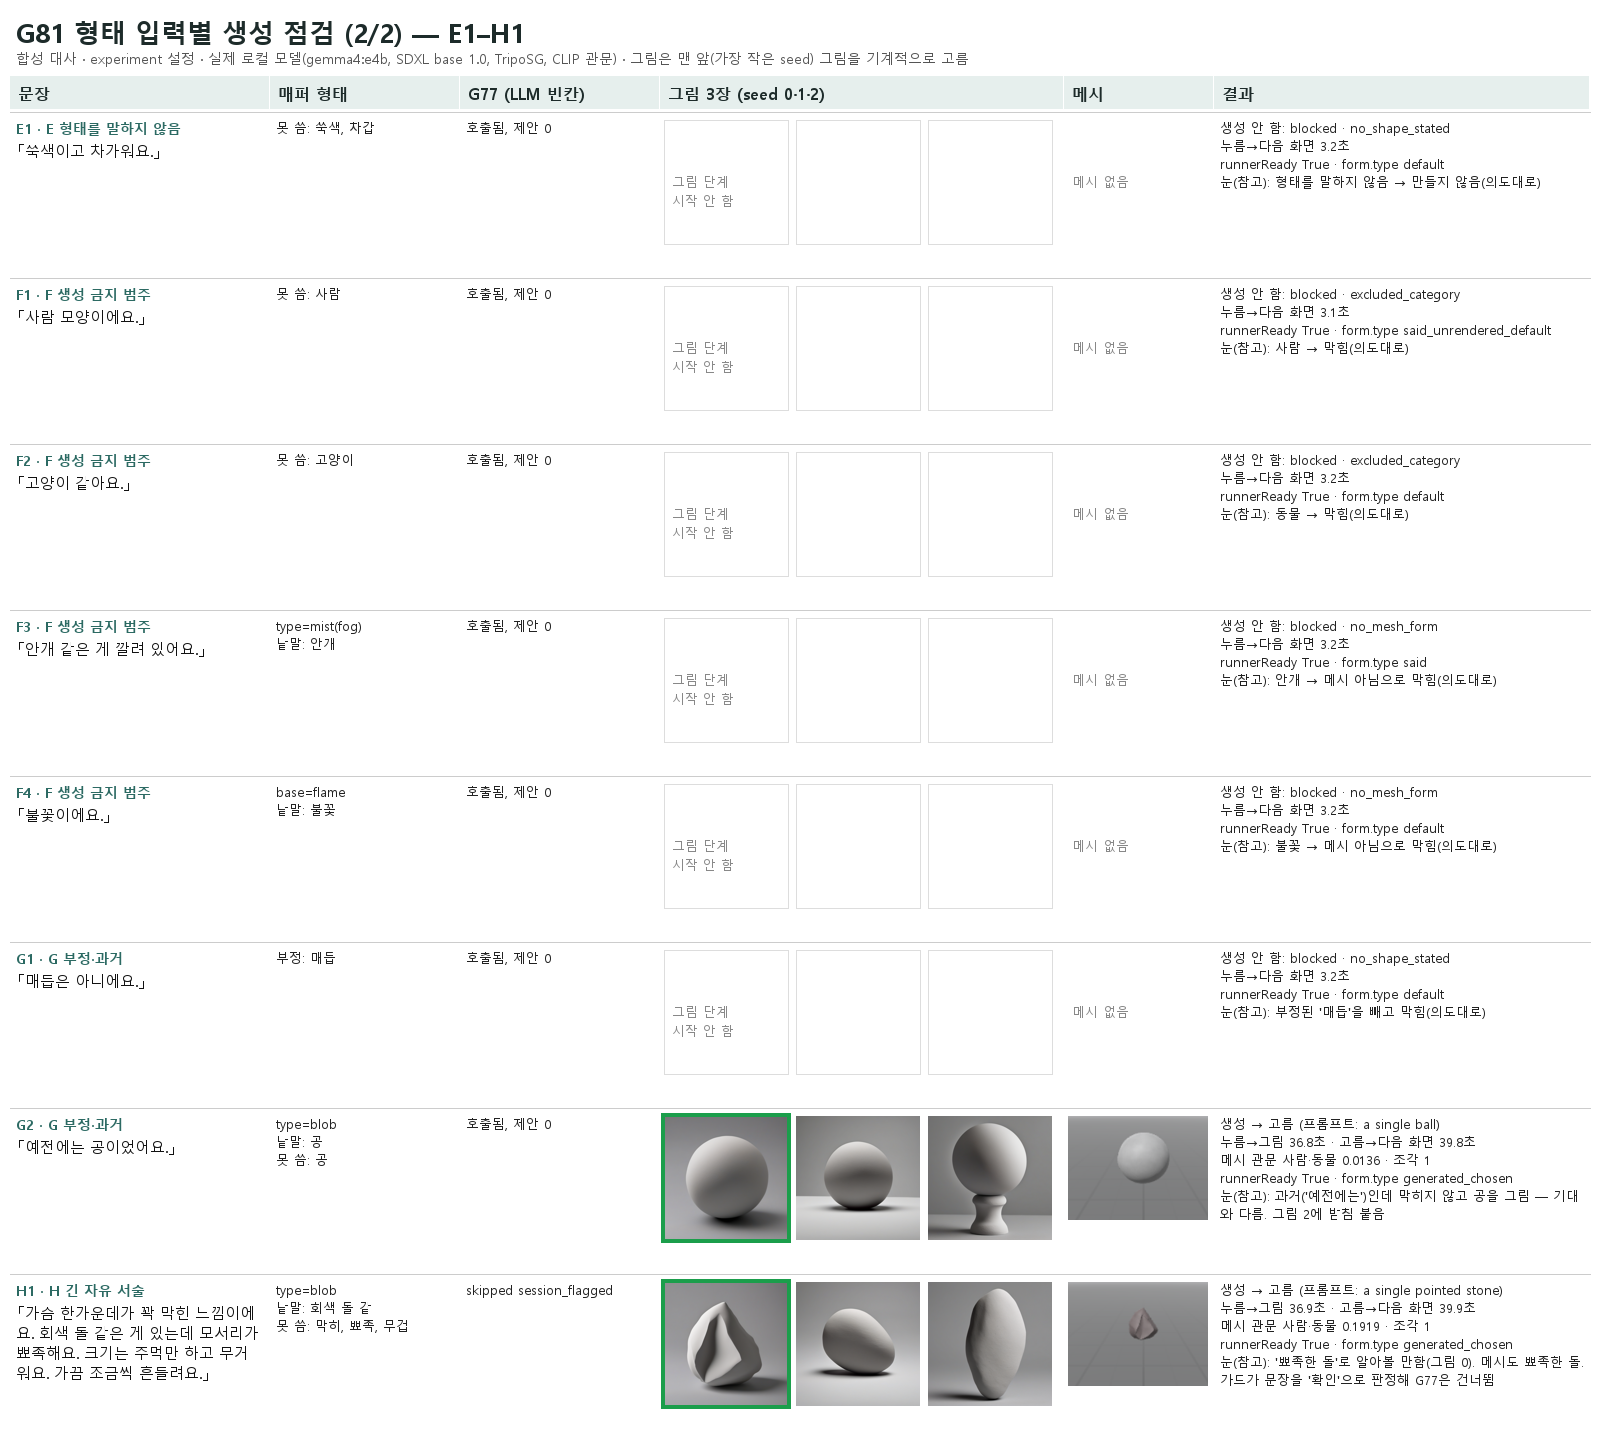 G81 형태 입력별 생성 점검 (2/2) — E1–H1
합성 대사 · experiment 설정 · 실제 로컬 모델(gemma4:e4b, SDXL base 1.0, TripoSG, CLIP 관문) · 그림은 맨 앞(가장 작은 seed) 그림을 기계적으로 고름
문장
매퍼 형태
G77 (LLM 빈칸)
그림 3장 (seed 0·1·2)
메시
결과
E1 · E 형태를 말하지 않음
「쑥색이고 차가워요.」
못 씀: 쑥색, 차갑
호출됨, 제안 0
그림 단계
시작 안 함
메시 없음
생성 안 함: blocked · no_shape_stated
누름→다음 화면 3.2초
runnerReady True · form.type default
눈(참고): 형태를 말하지 않음 → 만들지 않음(의도대로)
F1 · F 생성 금지 범주
「사람 모양이에요.」
못 씀: 사람
호출됨, 제안 0
그림 단계
시작 안 함
메시 없음
생성 안 함: blocked · excluded_category
누름→다음 화면 3.1초
runnerReady True · form.type said_unrendered_default
눈(참고): 사람 → 막힘(의도대로)
F2 · F 생성 금지 범주
「고양이 같아요.」
못 씀: 고양이
호출됨, 제안 0
그림 단계
시작 안 함
메시 없음
생성 안 함: blocked · excluded_category
누름→다음 화면 3.2초
runnerReady True · form.type default
눈(참고): 동물 → 막힘(의도대로)
F3 · F 생성 금지 범주
「안개 같은 게 깔려 있어요.」
type=mist(fog)
낱말: 안개
호출됨, 제안 0
그림 단계
시작 안 함
메시 없음
생성 안 함: blocked · no_mesh_form
누름→다음 화면 3.2초
runnerReady True · form.type said
눈(참고): 안개 → 메시 아님으로 막힘(의도대로)
F4 · F 생성 금지 범주
「불꽃이에요.」
base=flame
낱말: 불꽃
호출됨, 제안 0
그림 단계
시작 안 함
메시 없음
생성 안 함: blocked · no_mesh_form
누름→다음 화면 3.2초
runnerReady True · form.type default
눈(참고): 불꽃 → 메시 아님으로 막힘(의도대로)
G1 · G 부정·과거
「매듭은 아니에요.」
부정: 매듭
호출됨, 제안 0
그림 단계
시작 안 함
메시 없음
생성 안 함: blocked · no_shape_stated
누름→다음 화면 3.2초
runnerReady True · form.type default
눈(참고): 부정된 '매듭'을 빼고 막힘(의도대로)
G2 · G 부정·과거
「예전에는 공이었어요.」
type=blob
낱말: 공
못 씀: 공
호출됨, 제안 0
생성 → 고름 (프롬프트: a single ball)
누름→그림 36.8초 · 고름→다음 화면 39.8초
메시 관문 사람·동물 0.0136 · 조각 1
runnerReady True · form.type generated_chosen
눈(참고): 과거('예전에는')인데 막히지 않고 공을 그림 — 기대
와 다름. 그림 2에 받침 붙음
H1 · H 긴 자유 서술
「가슴 한가운데가 꽉 막힌 느낌이에
요. 회색 돌 같은 게 있는데 모서리가
뾰족해요. 크기는 주먹만 하고 무거
워요. 가끔 조금씩 흔들려요.」
type=blob
낱말: 회색 돌 같
못 씀: 막히, 뾰족, 무겁
skipped session_flagged
생성 → 고름 (프롬프트: a single pointed stone)
누름→그림 36.9초 · 고름→다음 화면 39.9초
메시 관문 사람·동물 0.1919 · 조각 1
runnerReady True · form.type generated_chosen
눈(참고): '뾰족한 돌'로 알아볼 만함(그림 0). 메시도 뾰족한 돌.
가드가 문장을 '확인'으로 판정해 G77은 건너뜀